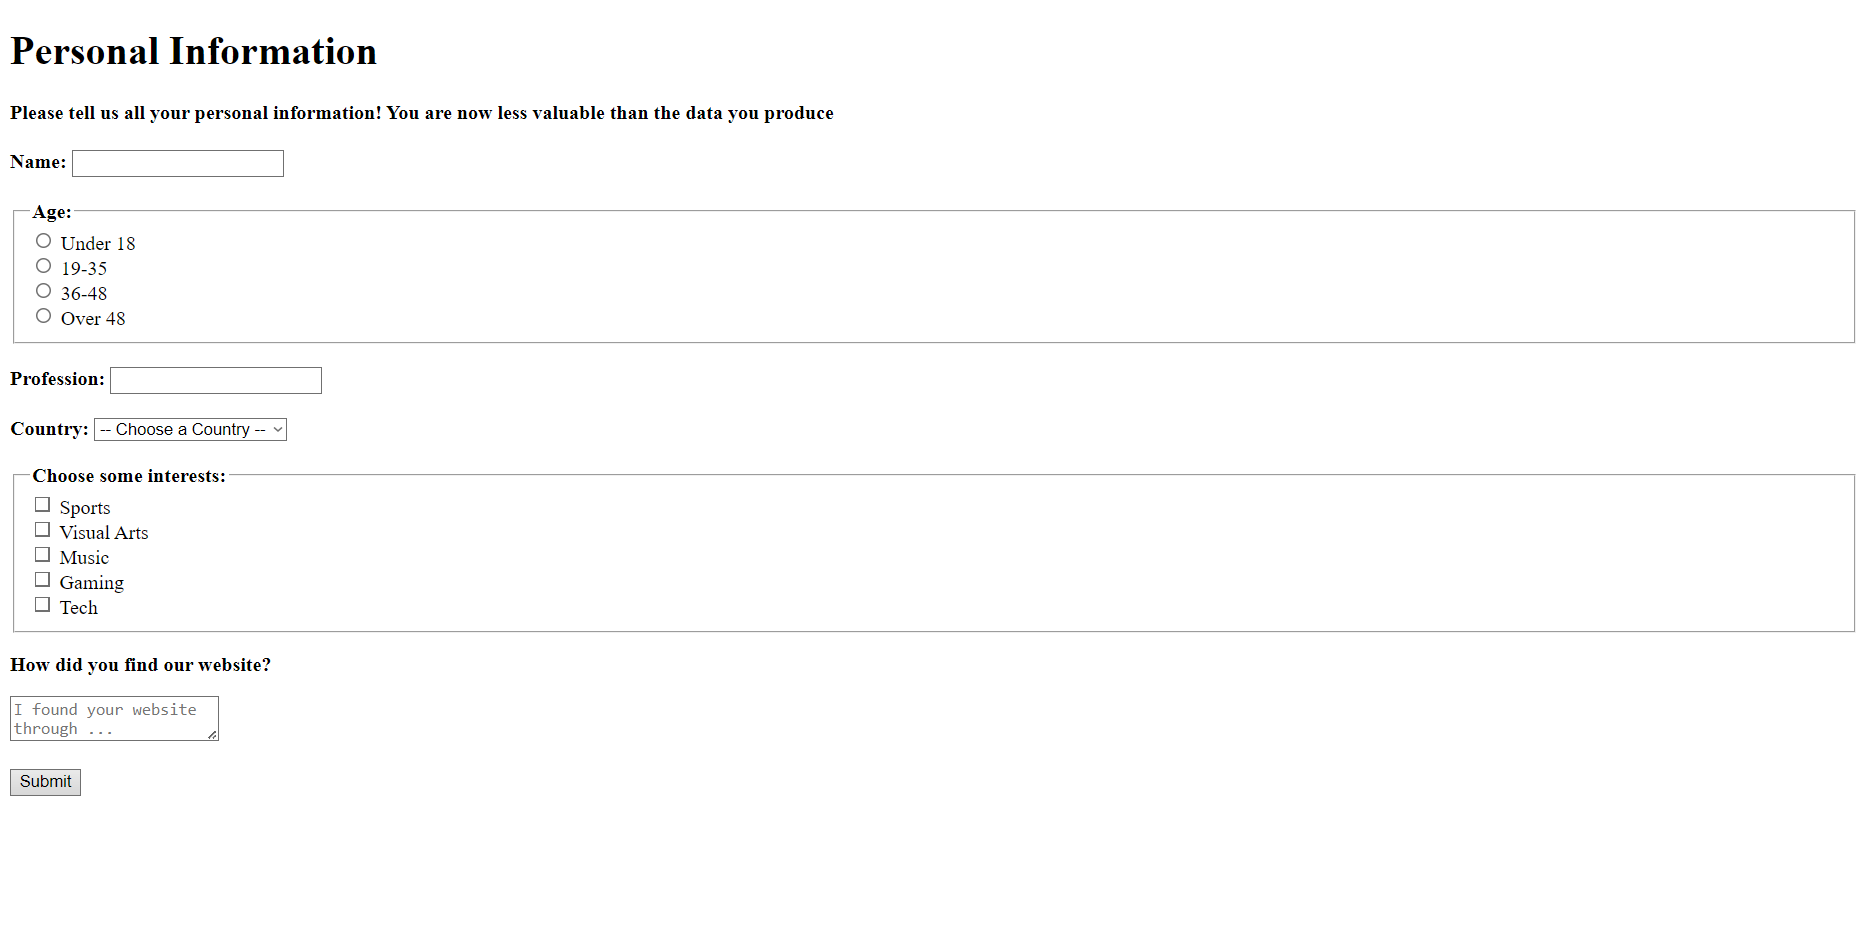 Personal Information
Please tell us all your personal information! You are now less valuable than the data you produce
Name:
Age:
Under 18
19-35
36-48
Over 48
Profession:
Country: -- Choose a Country --
Choose some interests:
Sports
Visual Arts
Music
Gaming
Tech
How did you find our website?
I found your website
through ...
Submit